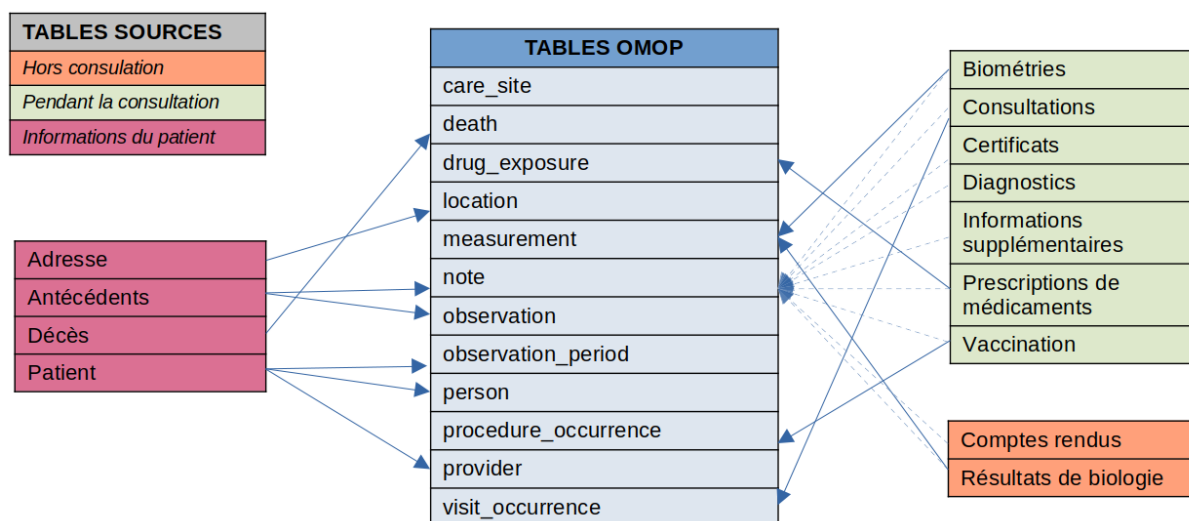 TABLES SOURCES
Hors consulation
Pendant la consultation
Informations du patient
Adresse
Antécédents
Décès
Patient
TABLES OMOP
care_site
death
drug_exposure
location
measurement
note
observation
observation_period
person
procedure_occurrence
provider
visit_occurrence
Biométries
Consultations
Certificats
Diagnostics
Informations
supplémentaires
Prescriptions de
médicaments
Vaccination
Comptes rendus
Résultats de biologie